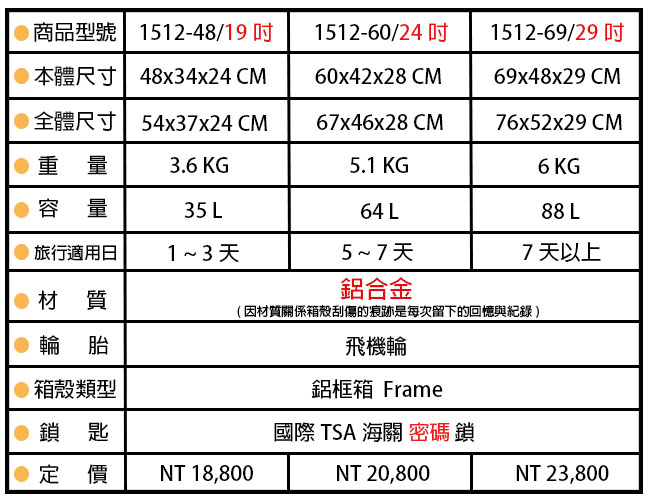 商品型號 1512-48/19 吋 1512-60/24 吋 1512-69/29 吋
本體尺寸 48x34x24 CM 60x42x28 CM 69x48x29 CM
全體尺寸 54x37x24 CM 67x46x28 CM 76x52x29 CM
重 量 3.6 KG 5.1 KG 6 KG
容 量 35 L 64 L 88 L
旅行適用日 1 ~ 3 天 5 ~ 7 天 7 天以上
材 質 鋁合金
( 因材質關係箱殼刮傷的痕跡是每次留下的回憶與紀錄 )
輪 胎 飛機輪
箱殼類型 鋁框箱 Frame
鎖 匙 國際 TSA 海關 密碼 鎖
定 價 NT 18,800 NT 20,800 NT 23,800